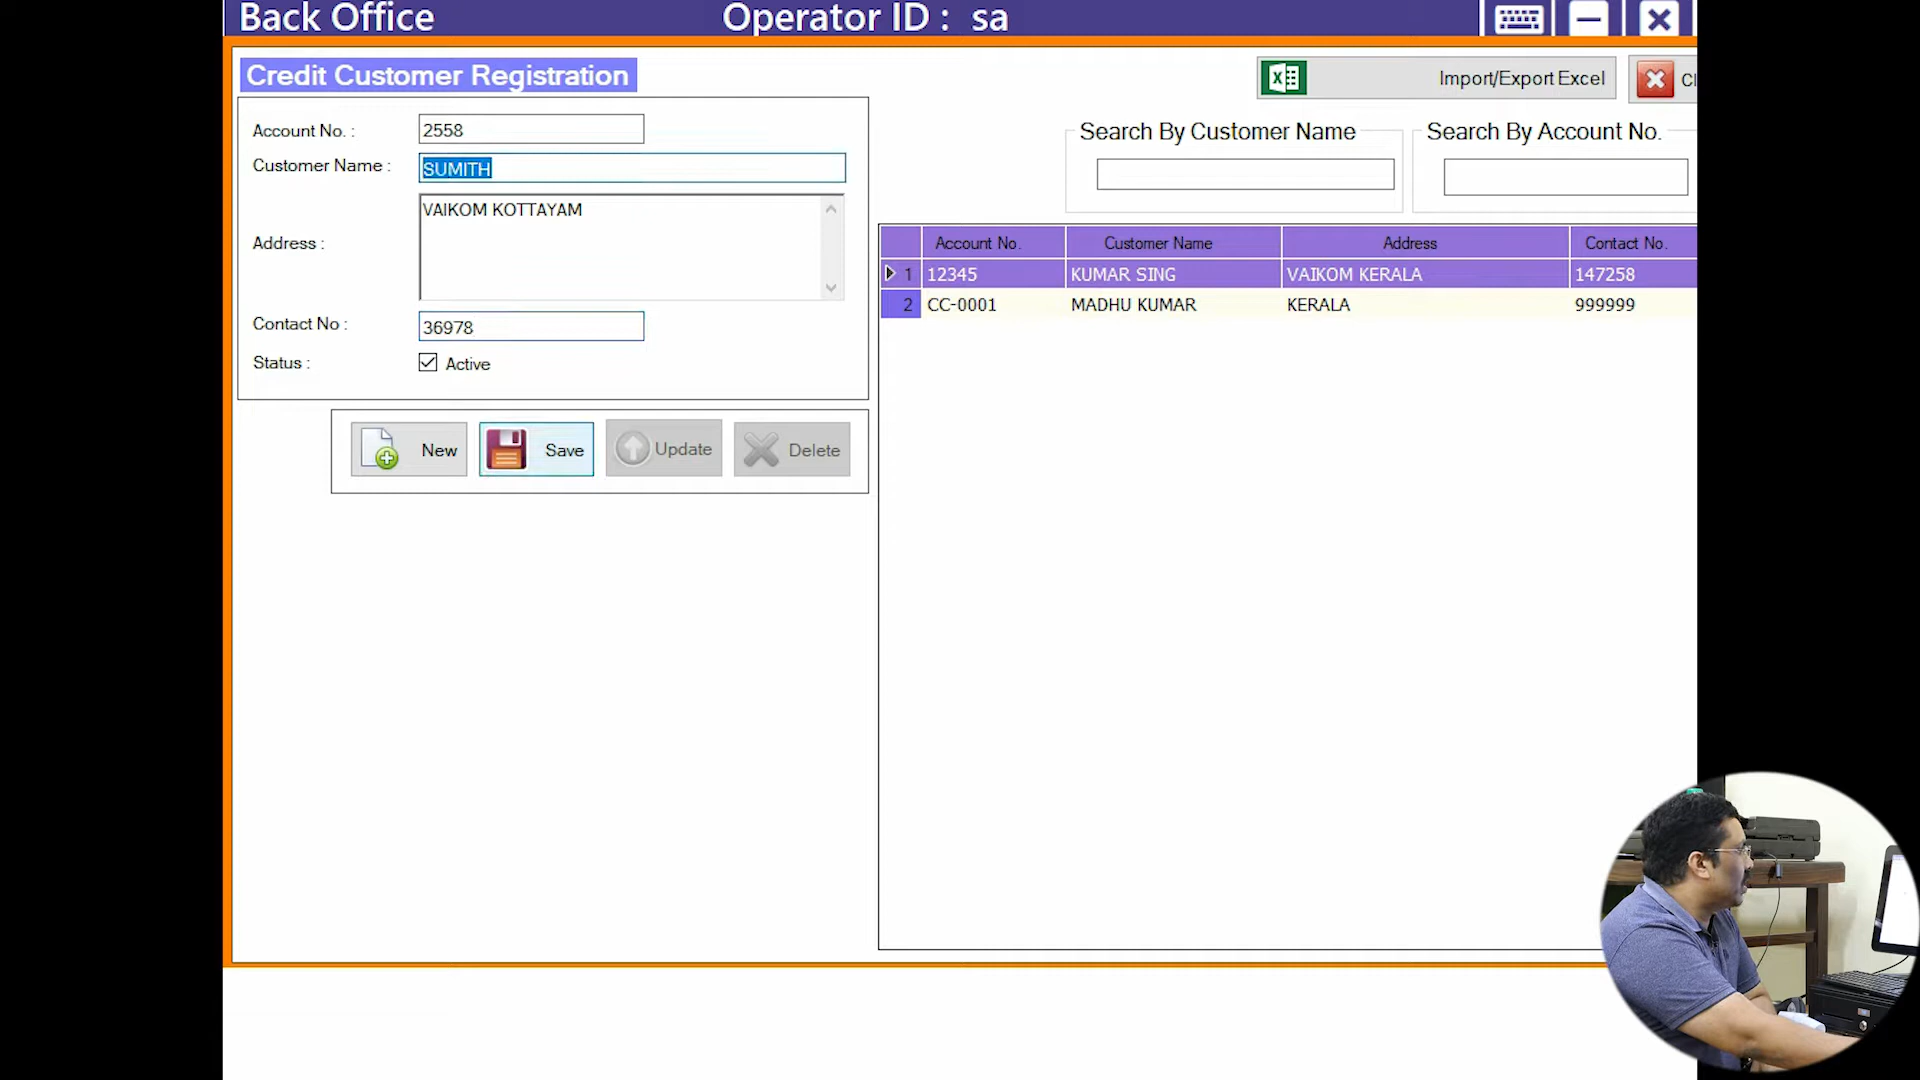 Back Office
Operator ID : sa
Credit Customer Registration
Import/Export Excel
Account No. : 2558
Customer Name : SUMITH
Address : VAIKOM KOTTAYAM
Contact No : 36978
Status : Active
New
Save
Update
Delete
Search By Customer Name
Search By Account No.
Account No. Customer Name Address Contact No.
1 12345 KUMAR SING VAIKOM KERALA 147258
2 CC-0001 MADHU KUMAR KERALA 999999